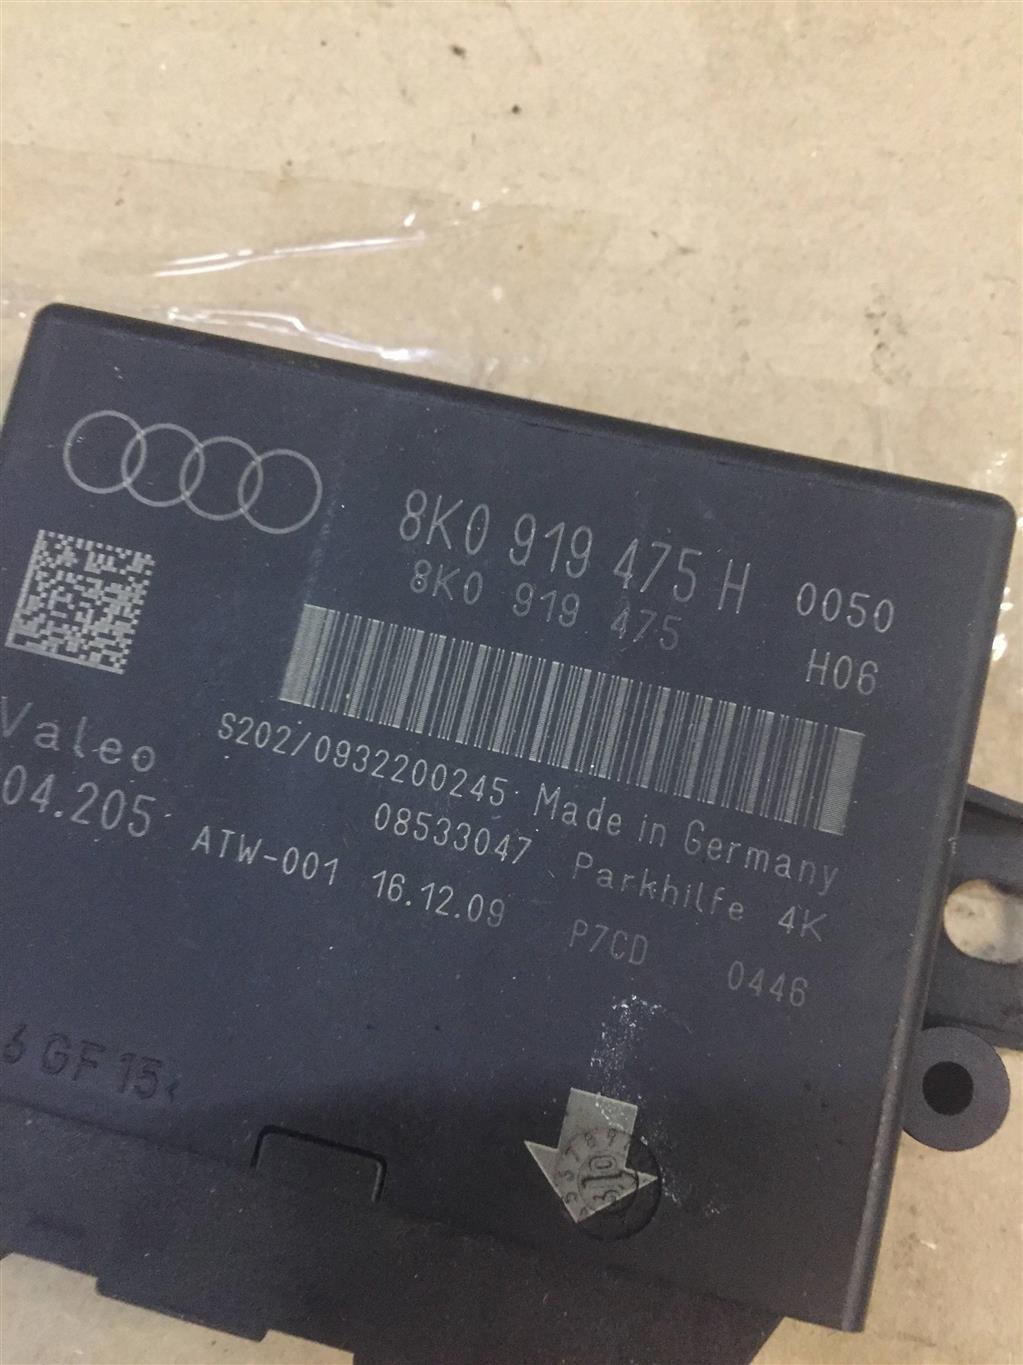 8K0 919 475 H 0050
8K0 919 475 H06
Valeo S202/0932200245 Made in Germany
04.205 08533047 Parkhilfe 4K
ATW-001 16.12.09 P7CD 0446
GF 15
10